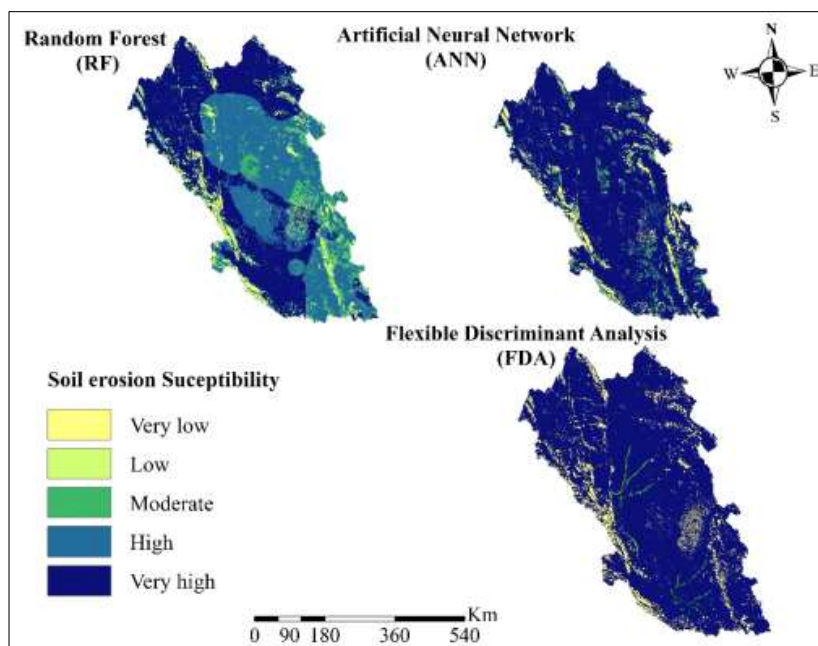 Random Forest
(RF)
Artificial Neural Network
(ANN)
N
W E
S
Flexible Discriminant Analysis
(FDA)
Soil erosion Suceptibility
Very low
Low
Moderate
High
Very high
Km
0 90 180 360 540